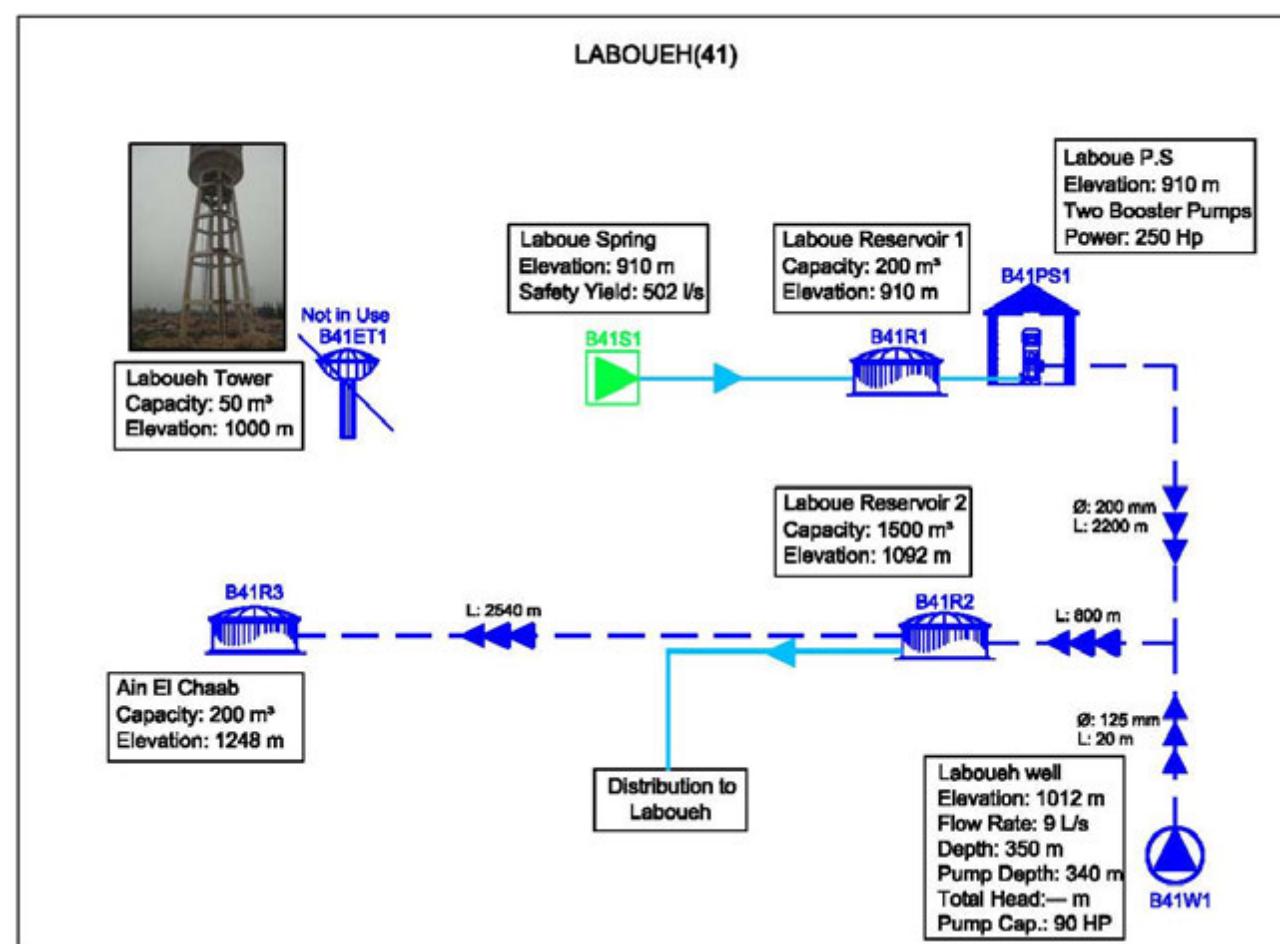 LABOUEH(41)
Laboue P.S
Elevation: 910 m
Two Booster Pumps
Power: 250 Hp
B41PS1
Laboue Spring
Elevation: 910 m
Safety Yield: 502 l/s
B41S1
Laboue Reservoir 1
Capacity: 200 m³
Elevation: 910 m
B41R1
Not in Use
B41ET1
Laboueh Tower
Capacity: 50 m³
Elevation: 1000 m
Laboue Reservoir 2
Capacity: 1500 m³
Elevation: 1092 m
Ø: 200 mm
L: 2200 m
B41R3
L: 2540 m
B41R2
L: 800 m
Ain El Chaab
Capacity: 200 m³
Elevation: 1248 m
Ø: 125 mm
L: 20 m
Distribution to
Laboueh
Laboueh well
Elevation: 1012 m
Flow Rate: 9 L/s
Depth: 350 m
Pump Depth: 340 m
Total Head:--- m
Pump Cap.: 90 HP
B41W1